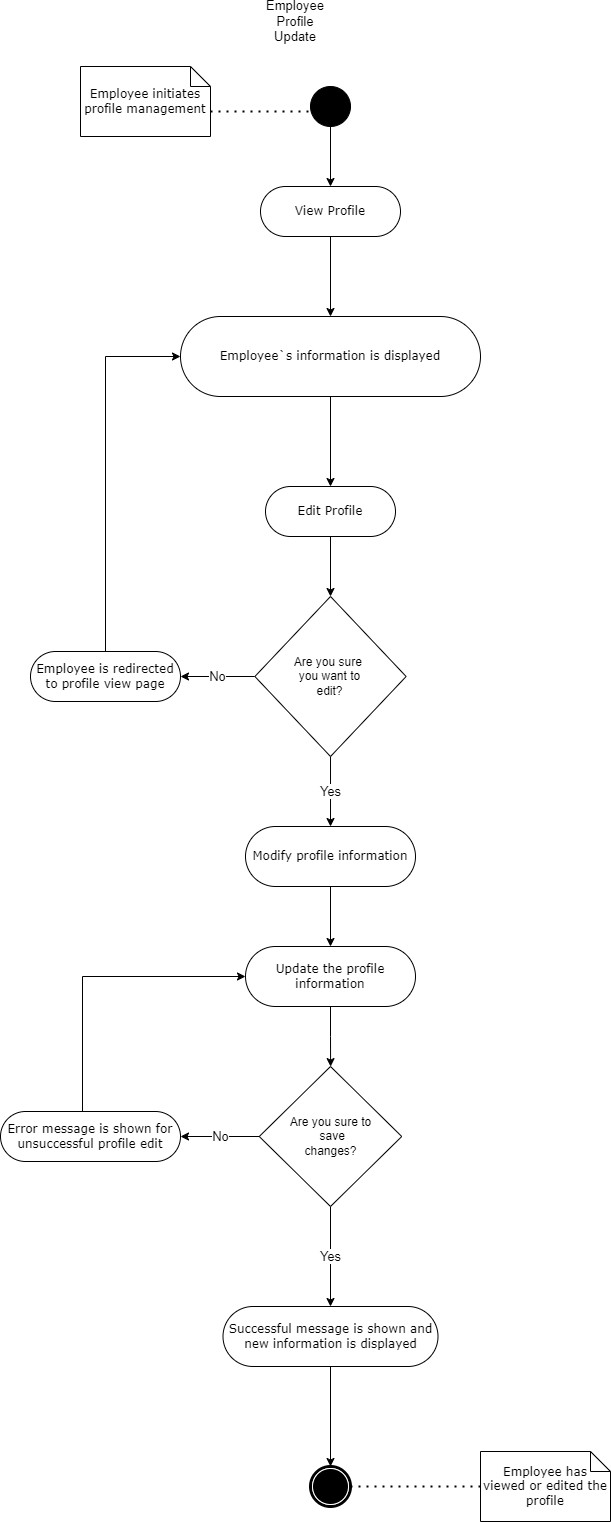 Employee
Profile
Update
Employee initiates
profile management
View Profile
Employee`s information is displayed
Edit Profile
Are you sure
you want to
edit?
No
Employee is redirected
to profile view page
Yes
Modify profile information
Update the profile
information
Are you sure to
save
changes?
No
Error message is shown for
unsuccessful profile edit
Yes
Successful message is shown and
new information is displayed
Employee has
viewed or edited the
profile